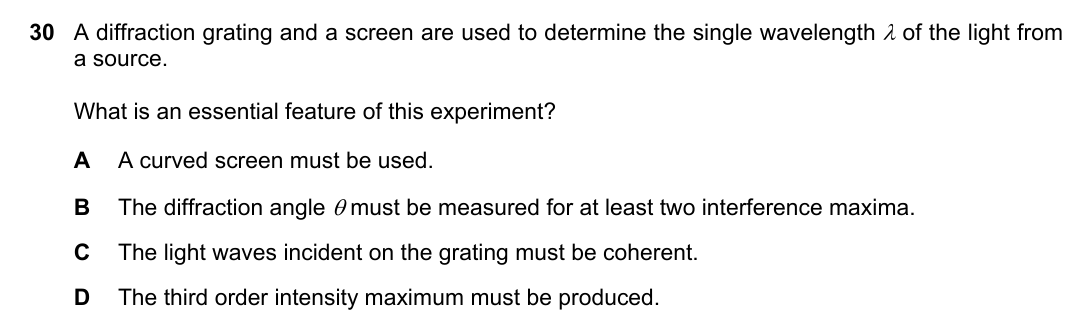 30 A diffraction grating and a screen are used to determine the single wavelength λ of the light from
a source.
What is an essential feature of this experiment?
A A curved screen must be used.
B The diffraction angle θ must be measured for at least two interference maxima.
C The light waves incident on the grating must be coherent.
D The third order intensity maximum must be produced.